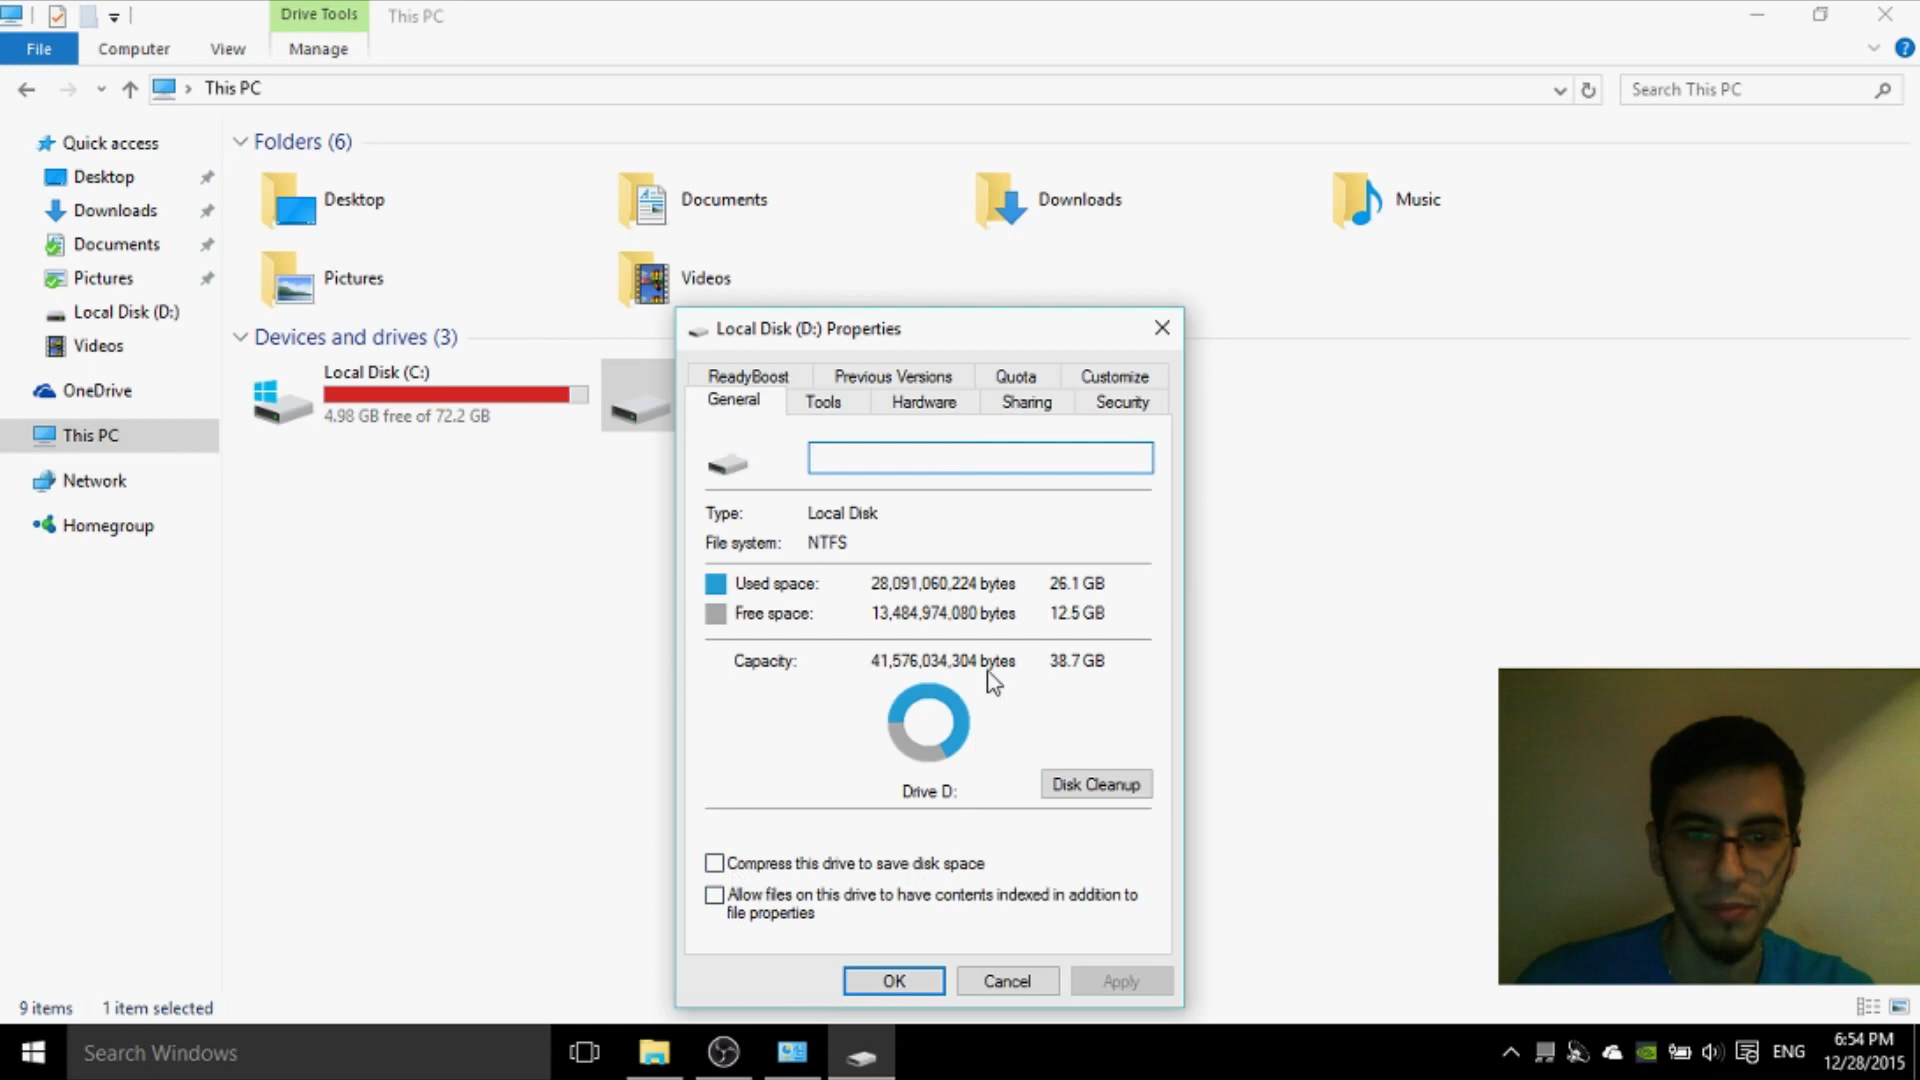 Drive Tools
This PC
File
Computer
View
Manage
This PC
Search This PC
Quick access
Desktop
Downloads
Documents
Pictures
Local Disk (D:)
Videos
OneDrive
This PC
Network
Homegroup
Folders (6)
Desktop
Documents
Downloads
Music
Pictures
Videos
Devices and drives (3)
Local Disk (C:)
4.98 GB free of 72.2 GB
Local Disk (D:) Properties
ReadyBoost
Previous Versions
Quota
Customize
General
Tools
Hardware
Sharing
Security
Type: Local Disk
File system: NTFS
Used space: 28,091,060,224 bytes 26.1 GB
Free space: 13,484,974,080 bytes 12.5 GB
Capacity: 41,576,034,304 bytes 38.7 GB
Drive D:
Disk Cleanup
Compress this drive to save disk space
Allow files on this drive to have contents indexed in addition to
file properties
OK
Cancel
Apply
9 items
1 item selected
Search Windows
ENG
6:54 PM
12/28/2015